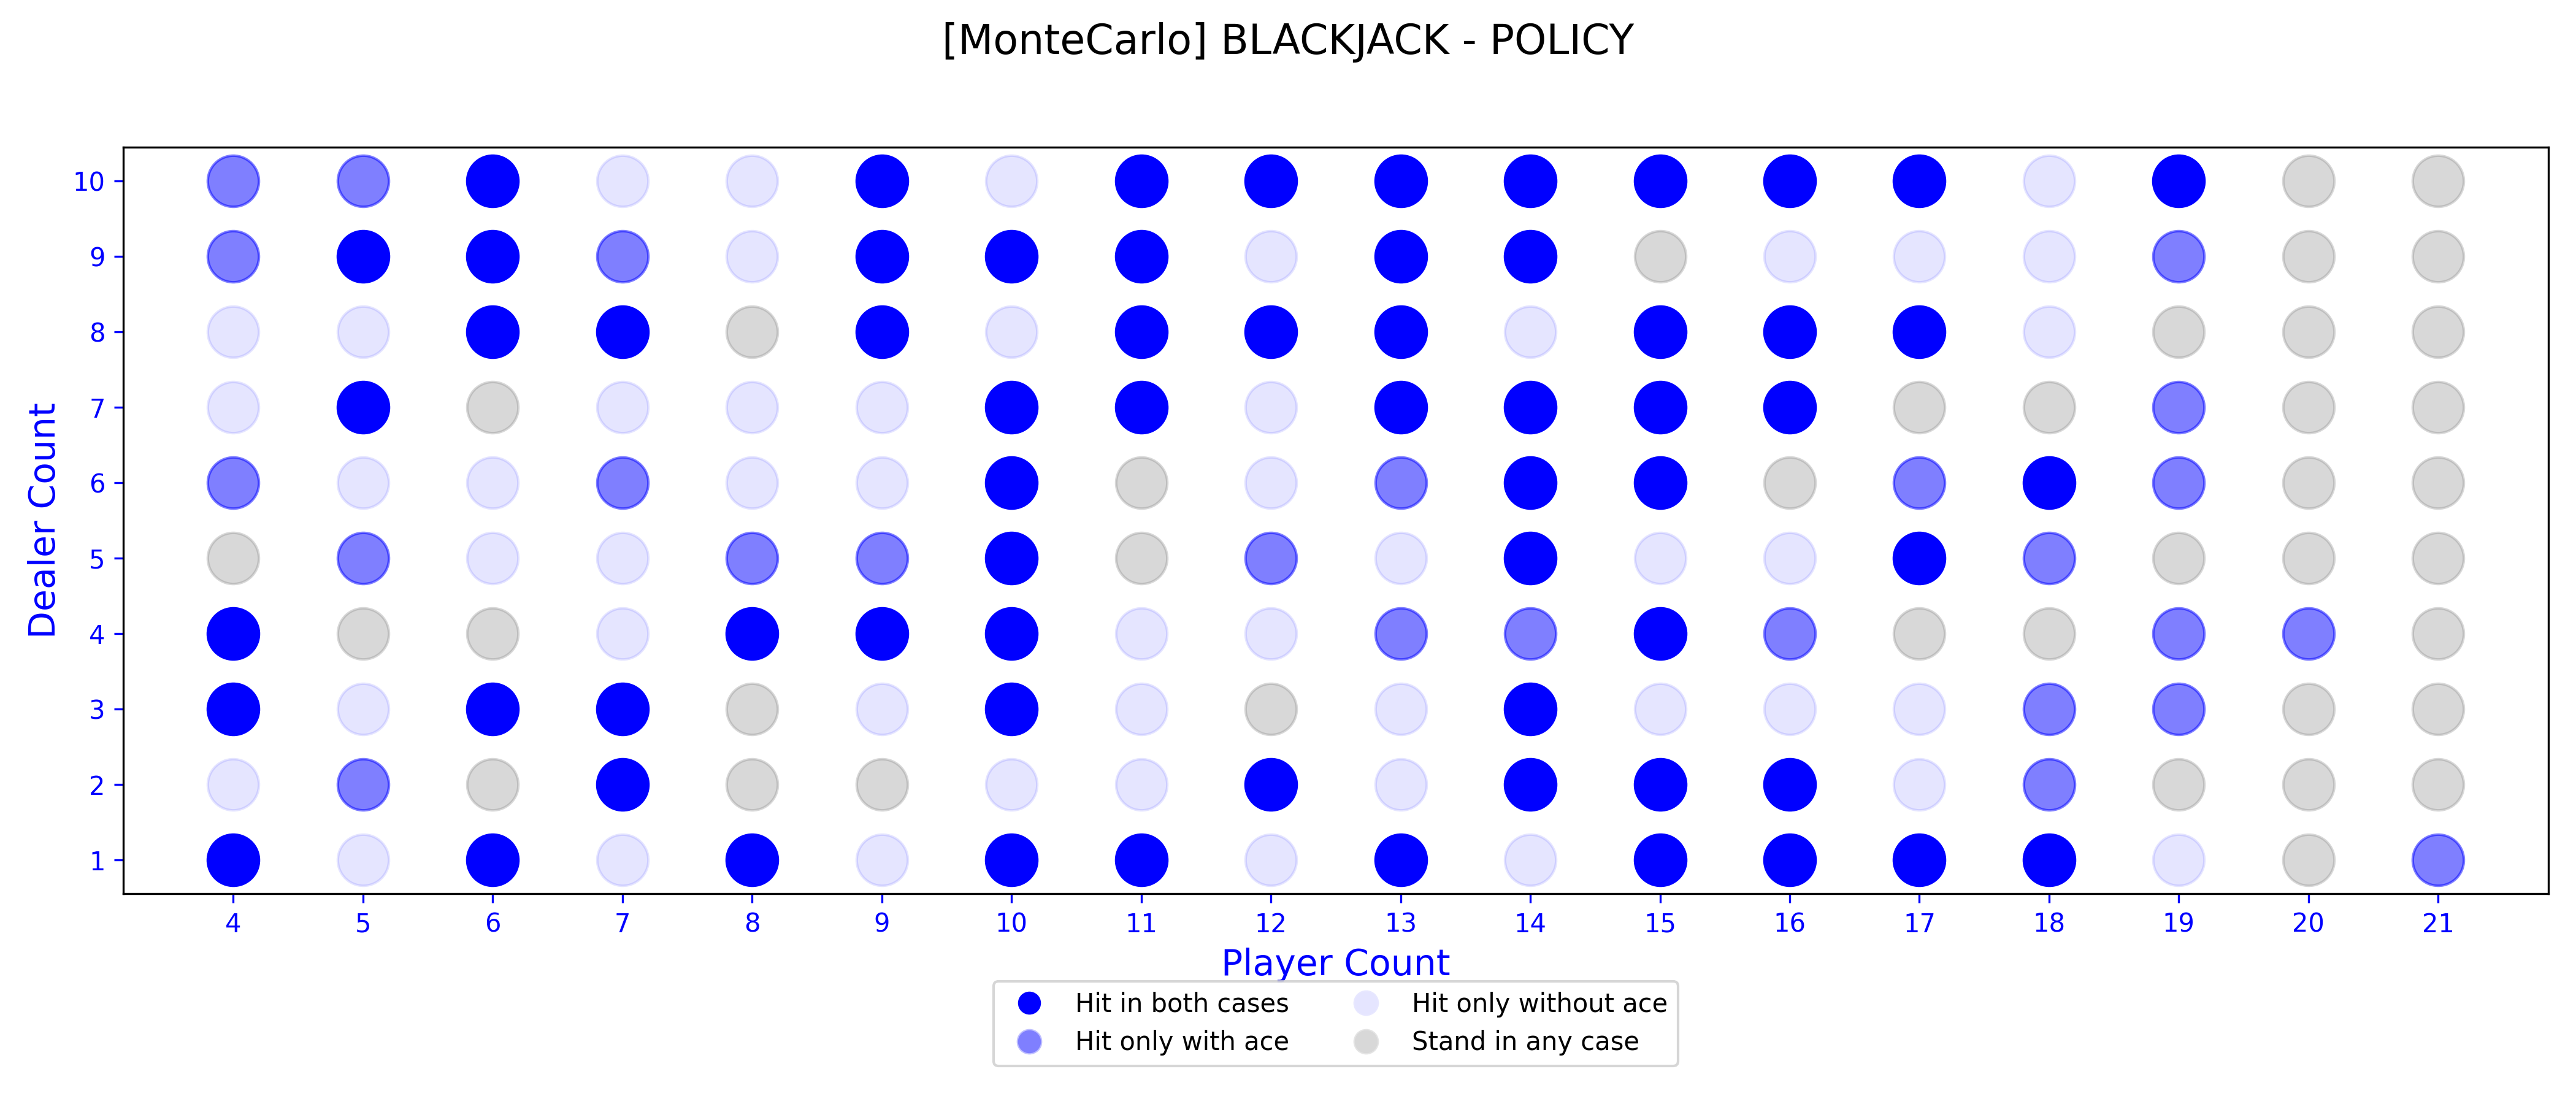 [MonteCarlo] BLACKJACK - POLICY
10
9
8
7
6
5
4
3
2
1
Dealer Count
4 5 6 7 8 9 10 11 12 13 14 15 16 17 18 19 20 21
Player Count
Hit in both cases
Hit only with ace
Hit only without ace
Stand in any case